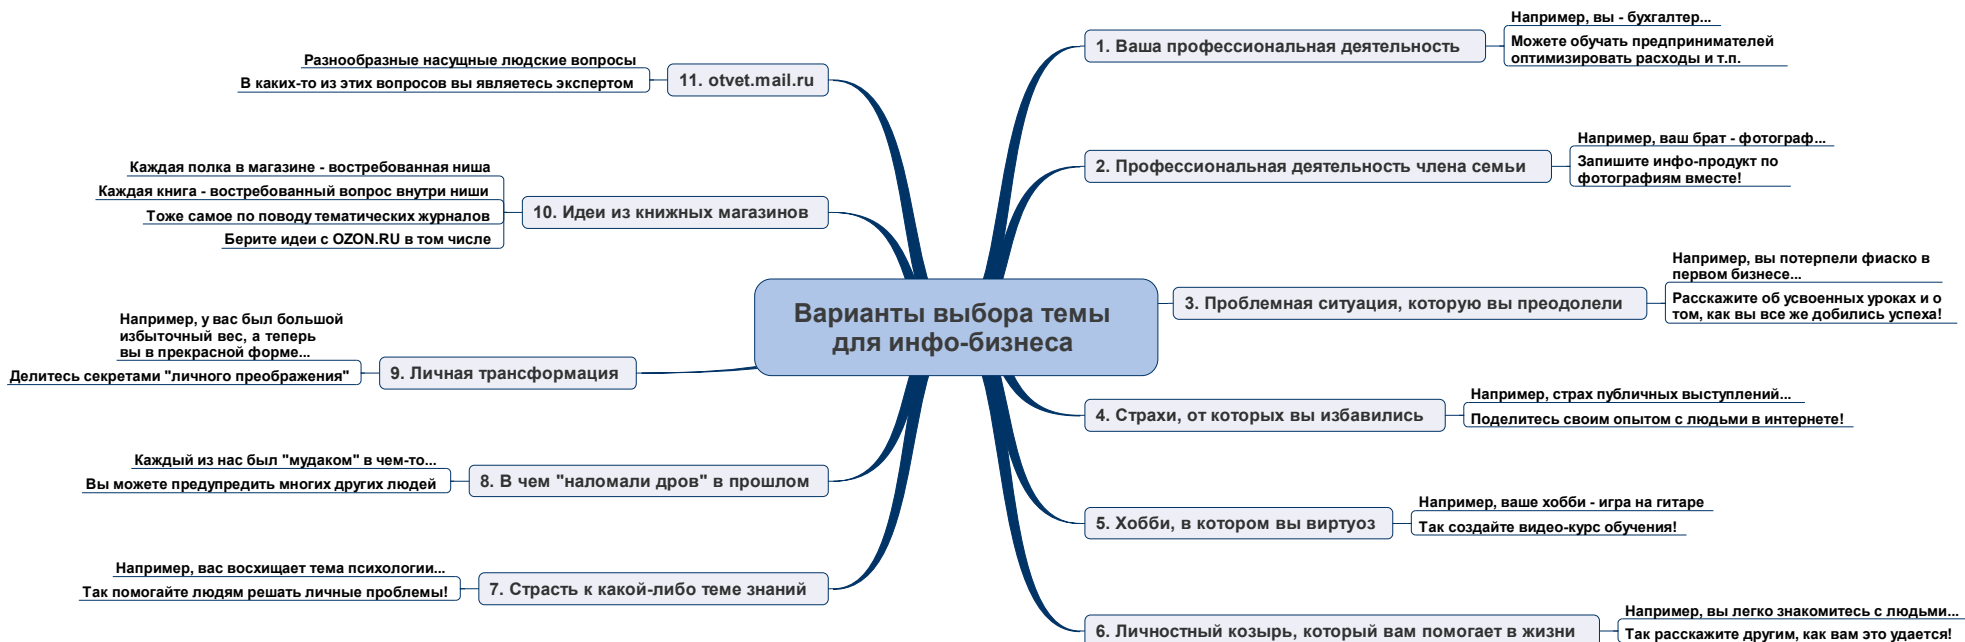 Варианты выбора темы
для инфо-бизнеса
1. Ваша профессиональная деятельность
Например, вы - бухгалтер...
Можете обучать предпринимателей
оптимизировать расходы и т.п.
2. Профессиональная деятельность члена семьи
Например, ваш брат - фотограф...
Запишите инфо-продукт по
фотографиям вместе!
3. Проблемная ситуация, которую вы преодолели
Например, вы потерпели фиаско в
первом бизнесе...
Расскажите об усвоенных уроках и о
том, как вы все же добились успеха!
4. Страхи, от которых вы избавились
Например, страх публичных выступлений...
Поделитесь своим опытом с людьми в интернете!
5. Хобби, в котором вы виртуоз
Например, ваше хобби - игра на гитаре
Так создайте видео-курс обучения!
6. Личностный козырь, который вам помогает в жизни
Например, вы легко знакомитесь с людьми...
Так расскажите другим, как вам это удается!
7. Страсть к какой-либо теме знаний
Например, вас восхищает тема психологии...
Так помогайте людям решать личные проблемы!
8. В чем "наломали дров" в прошлом
Каждый из нас был "мудаком" в чем-то...
Вы можете предупредить многих других людей
9. Личная трансформация
Например, у вас был большой
избыточный вес, а теперь
вы в прекрасной форме...
Делитесь секретами "личного преображения"
10. Идеи из книжных магазинов
Каждая полка в магазине - востребованная ниша
Каждая книга - востребованный вопрос внутри ниши
Тоже самое по поводу тематических журналов
Берите идеи с OZON.RU в том числе
11. otvet.mail.ru
Разнообразные насущные людские вопросы
В каких-то из этих вопросов вы являетесь экспертом